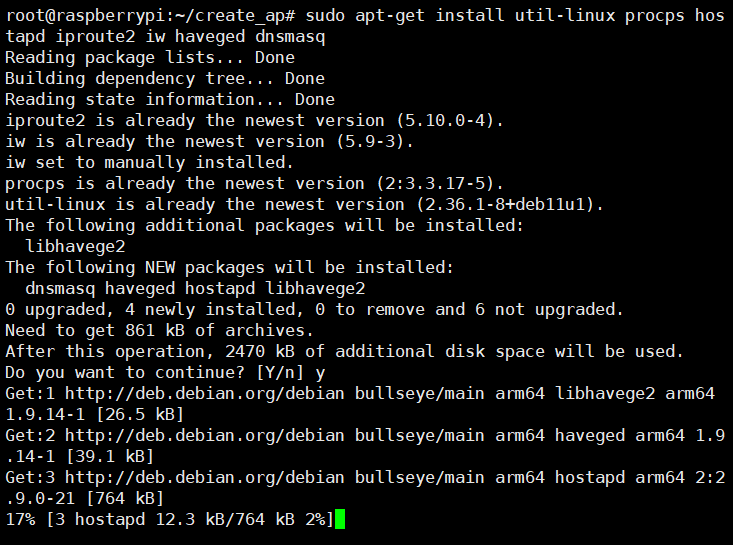 root@raspberrypi:~/create_ap# sudo apt-get install util-linux procps hos
tapd iproute2 iw haveged dnsmasq
Reading package lists... Done
Building dependency tree... Done
Reading state information... Done
iproute2 is already the newest version (5.10.0-4).
iw is already the newest version (5.9-3).
iw set to manually installed.
procps is already the newest version (2:3.3.17-5).
util-linux is already the newest version (2.36.1-8+deb11u1).
The following additional packages will be installed:
  libhavege2
The following NEW packages will be installed:
  dnsmasq haveged hostapd libhavege2
0 upgraded, 4 newly installed, 0 to remove and 6 not upgraded.
Need to get 861 kB of archives.
After this operation, 2470 kB of additional disk space will be used.
Do you want to continue? [Y/n] y
Get:1 http://deb.debian.org/debian bullseye/main arm64 libhavege2 arm64
1.9.14-1 [26.5 kB]
Get:2 http://deb.debian.org/debian bullseye/main arm64 haveged arm64 1.9
.14-1 [39.1 kB]
Get:3 http://deb.debian.org/debian bullseye/main arm64 hostapd arm64 2:2
.9.0-21 [764 kB]
17% [3 hostapd 12.3 kB/764 kB 2%]